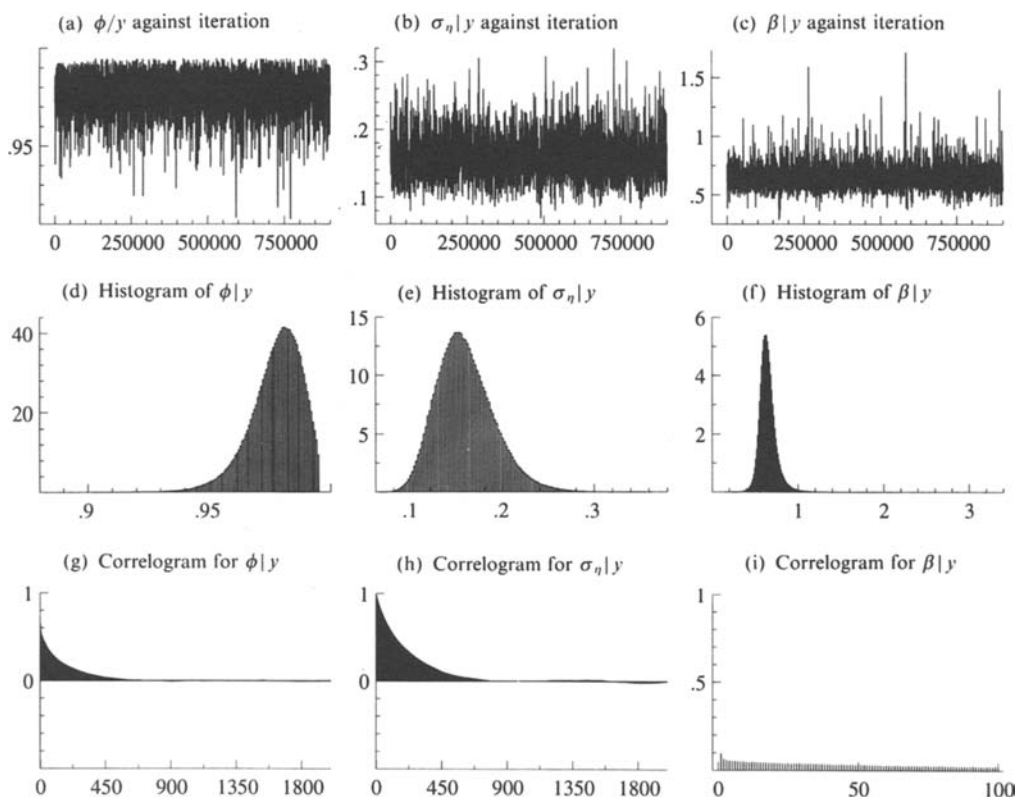 (a) ϕ/y against iteration
(b) σ_η|y against iteration
(c) β|y against iteration
.95
0 250000 500000 750000
.3
.2
.1
0 250000 500000 750000
1.5
1
.5
0 250000 500000 750000
(d) Histogram of ϕ|y
(e) Histogram of σ_η|y
(f) Histogram of β|y
40
20
.9 .95
15
10
5
.1 .2 .3
6
4
2
1 2 3
(g) Correlogram for ϕ|y
(h) Correlogram for σ_η|y
(i) Correlogram for β|y
1
0
0 450 900 1350 1800
1
0
0 450 900 1350 1800
1
.5
0 50 100